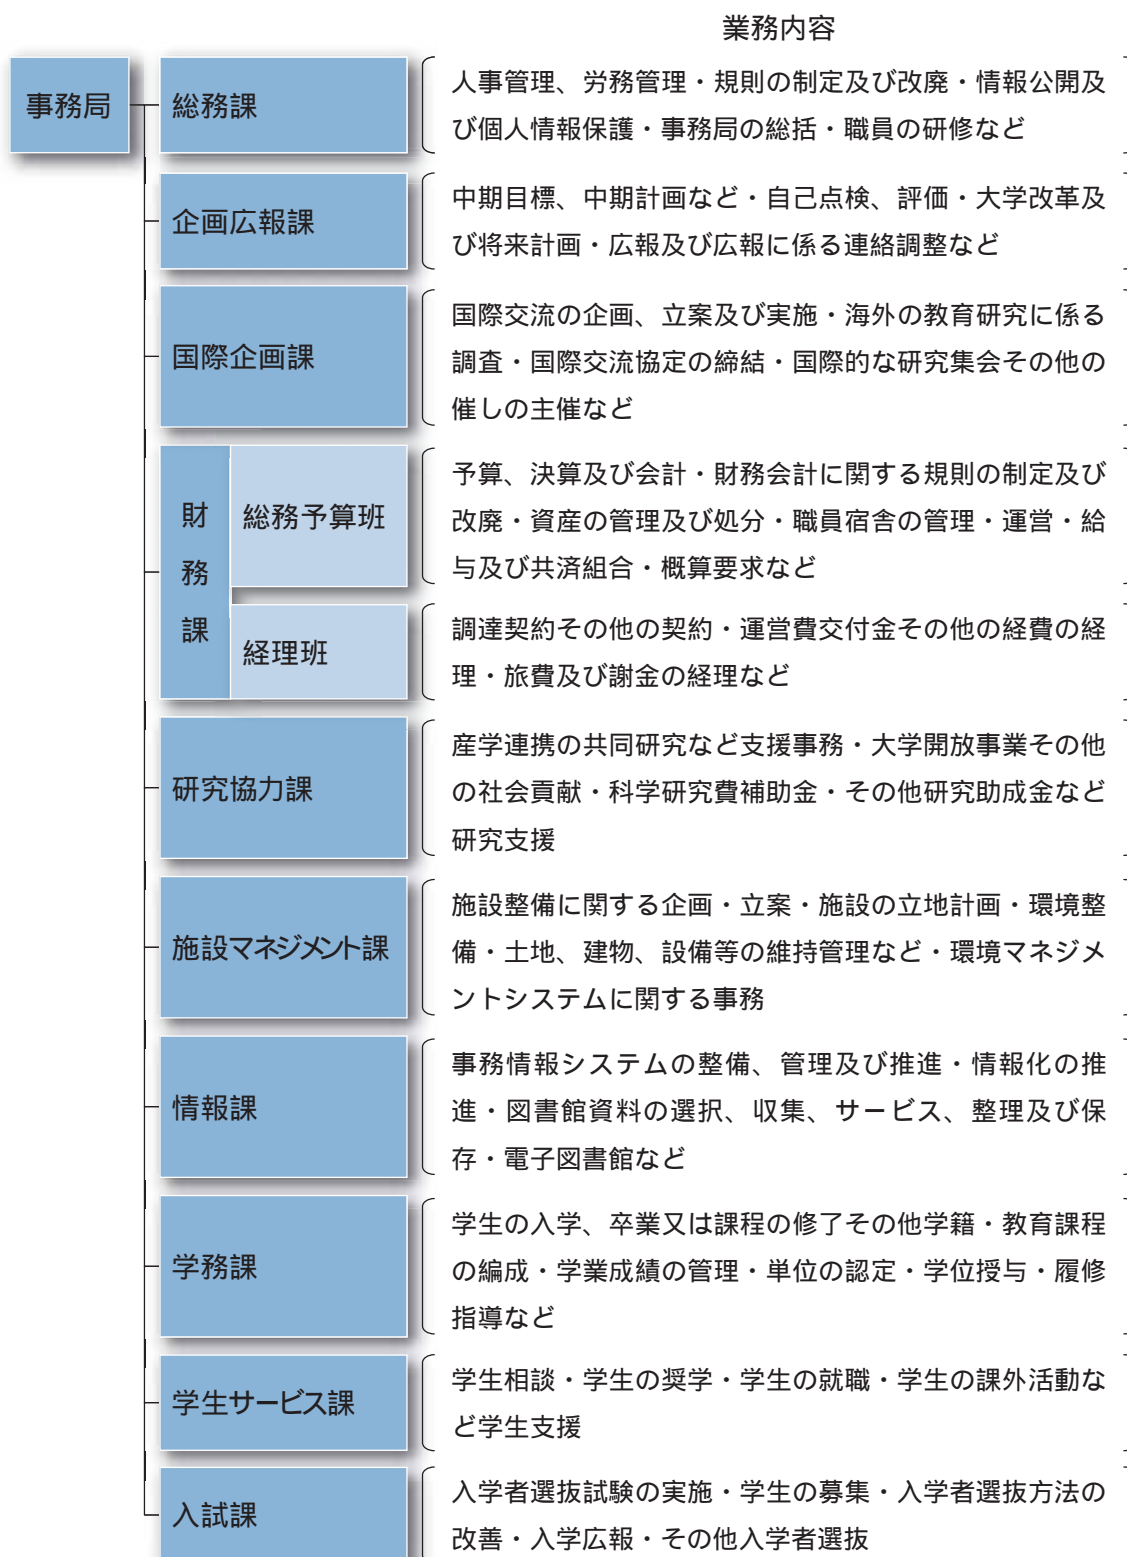 業務内容
事務局
総務課
人事管理、労務管理・規則の制定及び改廃・情報公開及
び個人情報保護・事務局の総括・職員の研修など
企画広報課
中期目標、中期計画など・自己点検、評価・大学改革及
び将来計画・広報及び広報に係る連絡調整など
国際企画課
国際交流の企画、立案及び実施・海外の教育研究に係る
調査・国際交流協定の締結・国際的な研究集会その他の
催しの主催など
財務課
総務予算班
予算、決算及び会計・財務会計に関する規則の制定及び
改廃・資産の管理及び処分・職員宿舎の管理・運営・給
与及び共済組合・概算要求など
経理班
調達契約その他の契約・運営費交付金その他の経費の経
理・旅費及び謝金の経理など
研究協力課
産学連携の共同研究など支援事務・大学開放事業その他
の社会貢献・科学研究費補助金・その他研究助成金など
研究支援
施設マネジメント課
施設整備に関する企画・立案・施設の立地計画・環境整
備・土地、建物、設備等の維持管理など・環境マネジメ
ントシステムに関する事務
情報課
事務情報システムの整備、管理及び推進・情報化の推
進・図書館資料の選択、収集、サービス、整理及び保
存・電子図書館など
学務課
学生の入学、卒業又は課程の修了その他学籍・教育課程
の編成・学業成績の管理・単位の認定・学位授与・履修
指導など
学生サービス課
学生相談・学生の奨学・学生の就職・学生の課外活動な
ど学生支援
入試課
入学者選抜試験の実施・学生の募集・入学者選抜方法の
改善・入学広報・その他入学者選抜